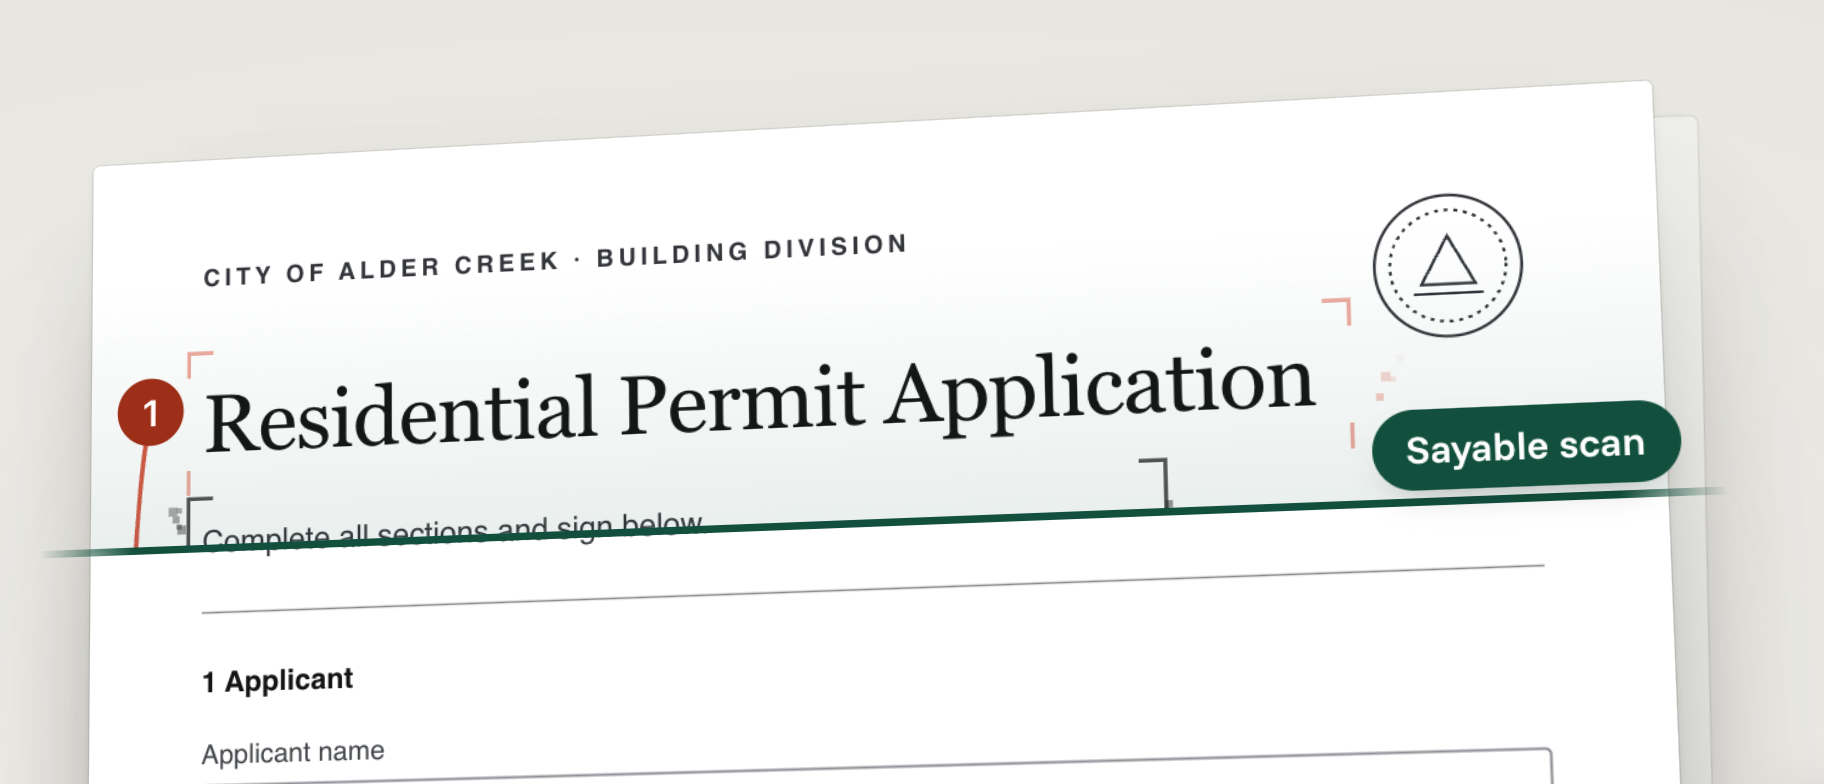 CITY OF ALDER CREEK · BUILDING DIVISION
1
Residential Permit Application
Sayable scan
Complete all sections and sign below
1 Applicant
Applicant name